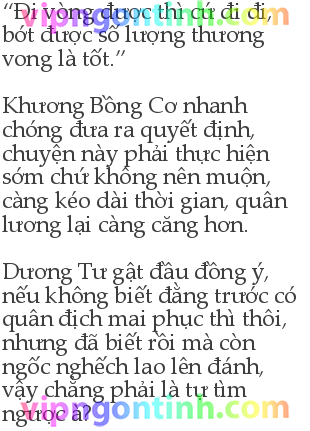 “Đi vòng được thì cứ đi đi,
bớt được số lượng thương
vong là tốt.”
Khương Bồng Cơ nhanh
chóng đưa ra quyết định,
chuyện này phải thực hiện
sớm chứ không nên muộn,
càng kéo dài thời gian, quân
lương lại càng căng hơn.
Dương Tư gật đầu đồng ý,
nếu không biết đằng trước có
quân địch mai phục thì thôi,
nhưng đã biết rồi mà còn
ngốc nghếch lao lên đánh,
vậy chẳng phải là tự tìm
ngược à?
vipngontinh.com
vipngontinh.com